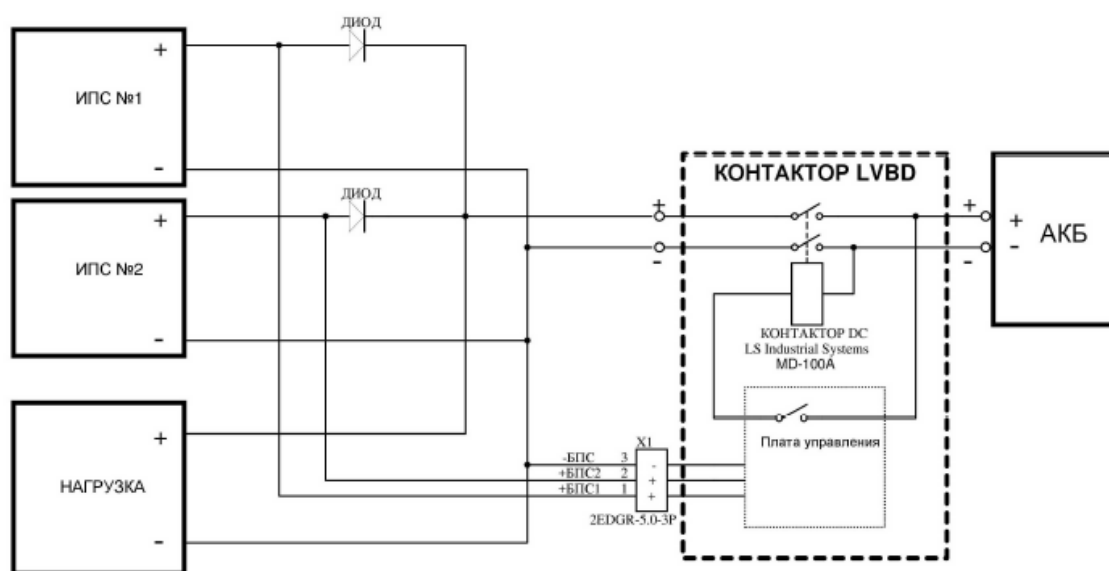 ДИОД
+
ИПС №1
-
ДИОД
+
ИПС №2
-
+
НАГРУЗКА
-
+
-
КОНТАКТОР LVBD
КОНТАКТОР DC
LS Industrial Systems
MD-100A
Плата управления
X1
-БПС 3 -
+БПС2 2 +
+БПС1 1 +
2EDGR-5.0-3P
+
-
+
-
АКБ